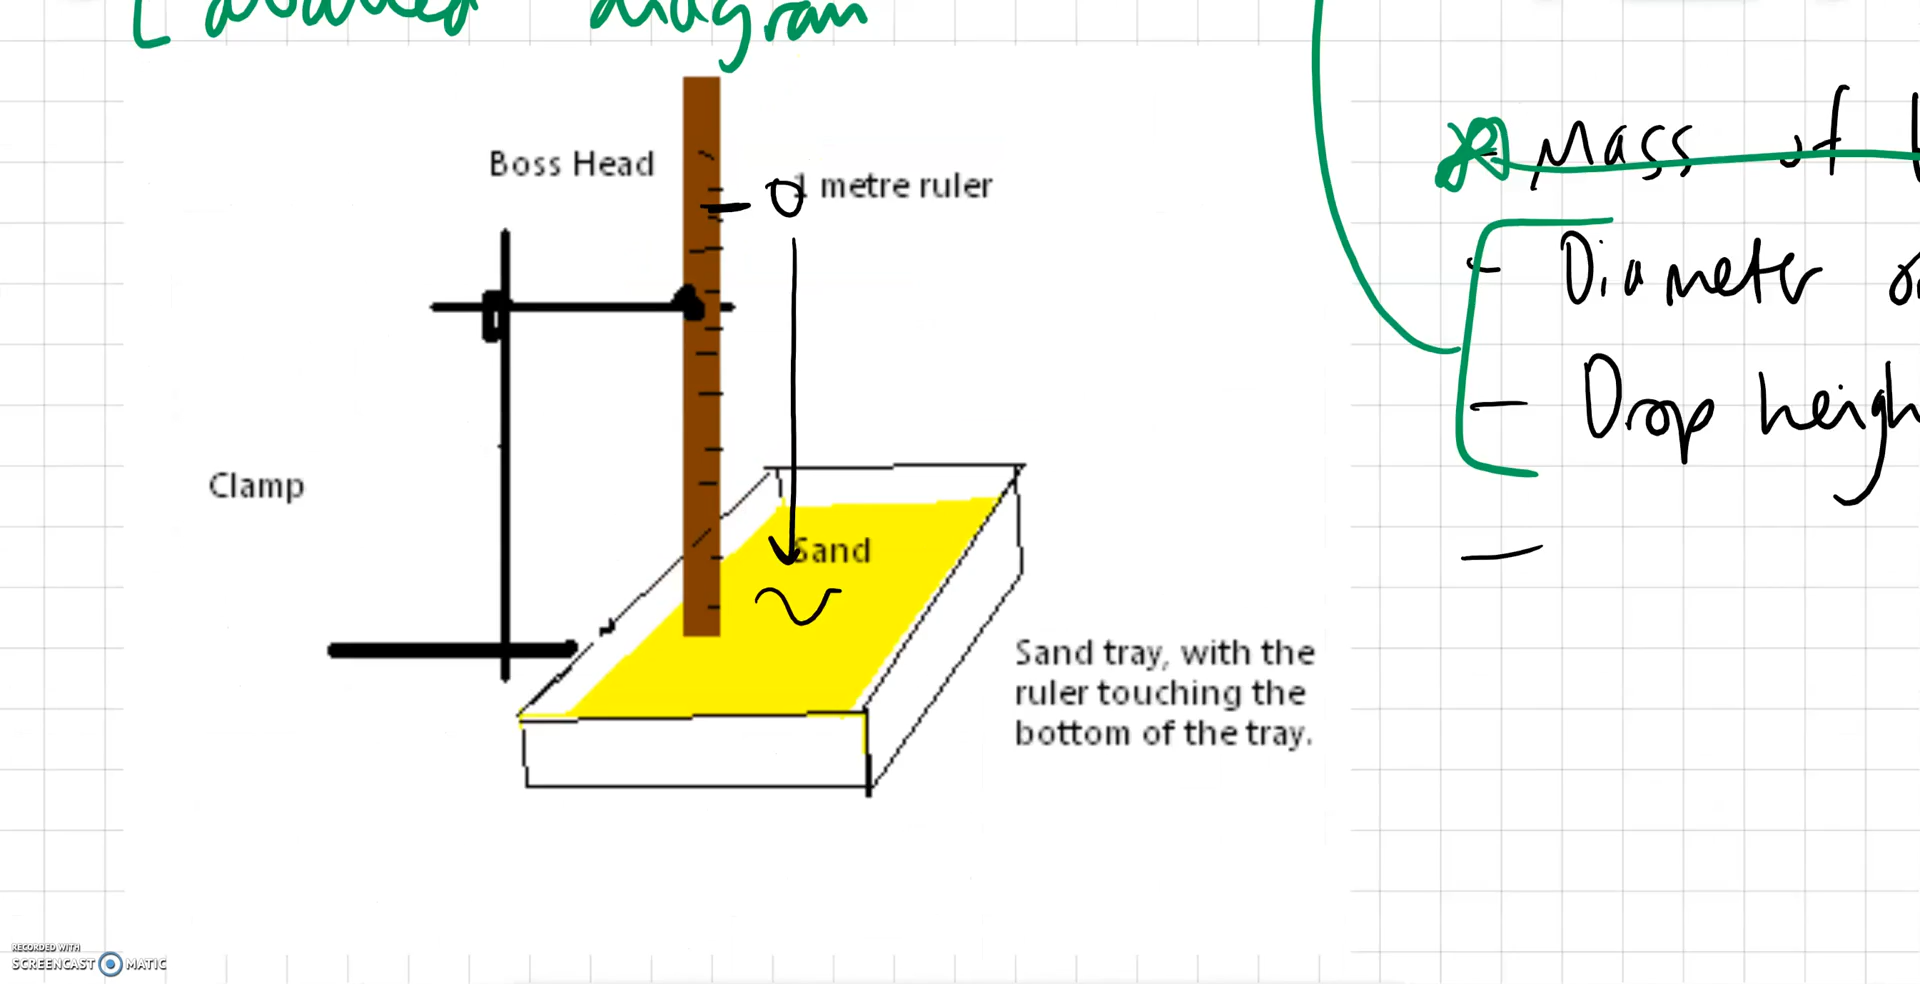 Labelled diagram
Boss Head
1 metre ruler
Clamp
Sand
Sand tray, with the
ruler touching the
bottom of the tray.
Mass of
- Diameter
- Drop heigh
RECORDED WITH
SCREENCAST MATIC